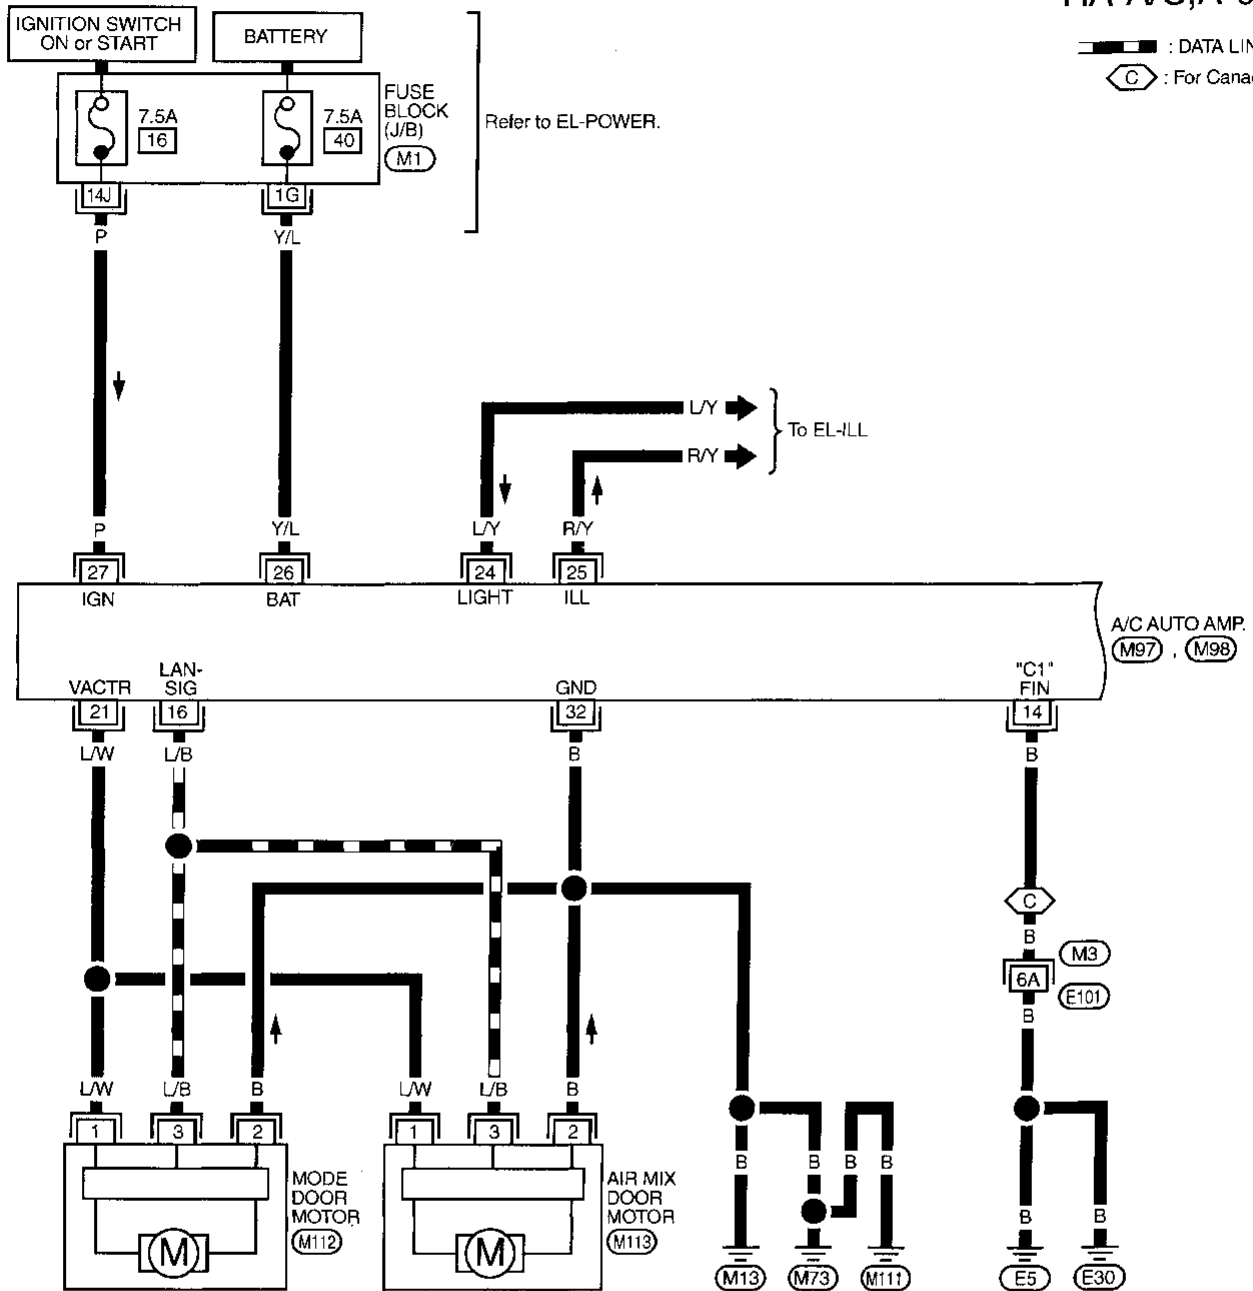 IGNITION SWITCH
ON or START
BATTERY
: DATA LIN
C : For Cana
7.5A
16
7.5A
40
FUSE
BLOCK
(J/B)
M1
Refer to EL-POWER.
14J
1G
P
Y/L
L/Y
R/Y
To EL-ILL
P
Y/L
L/Y
R/Y
27
26
24
25
IGN
BAT
LIGHT
ILL
A/C AUTO AMP.
M97 , M98
VACTR
LAN-
SIG
GND
"C1"
FIN
21
16
32
14
L/W
L/B
B
B
C
B
M3
6A
E101
B
L/W
L/B
B
L/W
L/B
B
1
3
2
1
3
2
MODE
DOOR
MOTOR
M112
M
AIR MIX
DOOR
MOTOR
M113
M
B
B
B
B
B
B
M13
M73
M111
E5
E30